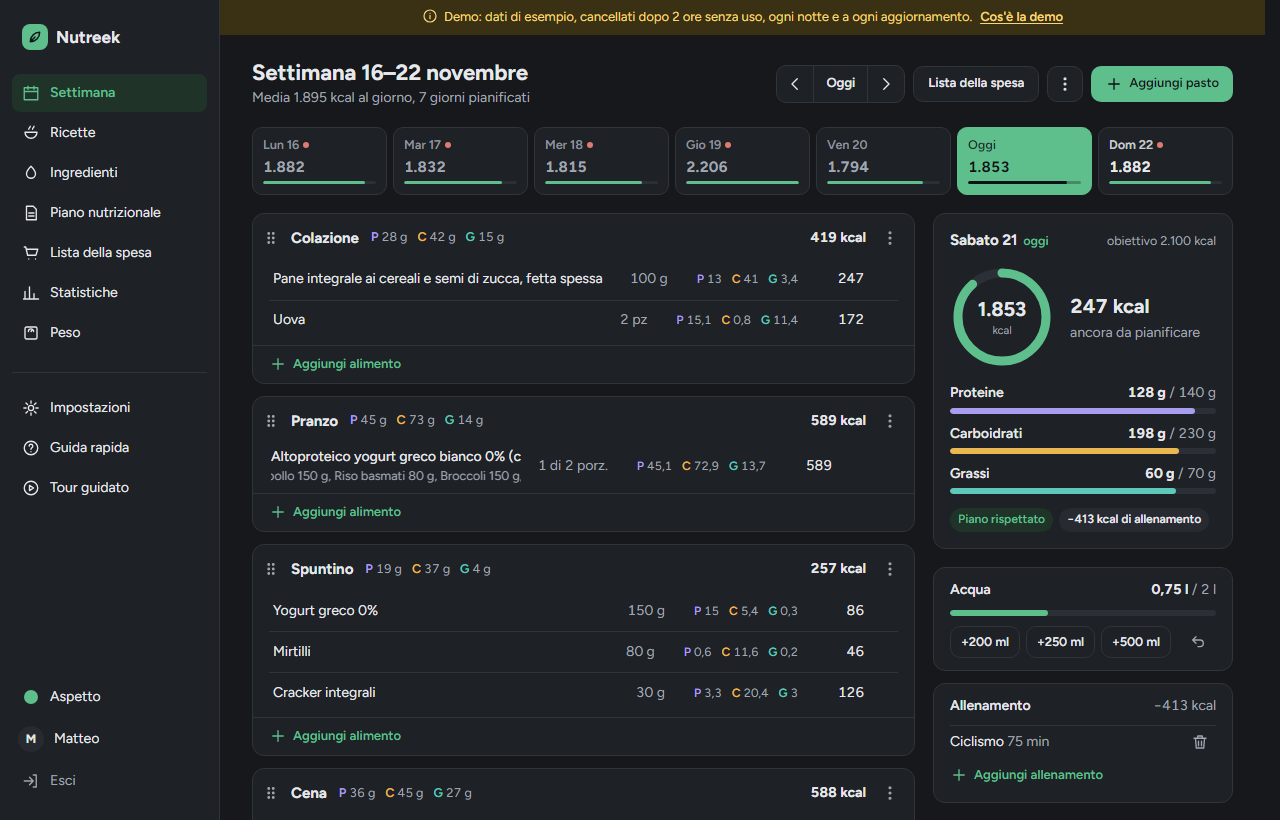 Nutreek
Settimana
Ricette
Ingredienti
Piano nutrizionale
Lista della spesa
Statistiche
Peso
Impostazioni
Guida rapida
Tour guidato
Aspetto
M Matteo
Esci
Demo: dati di esempio, cancellati dopo 2 ore senza uso, ogni notte e a ogni aggiornamento. Cos'è la demo
Settimana 16–22 novembre
Media 1.895 kcal al giorno, 7 giorni pianificati
Oggi
Lista della spesa
Aggiungi pasto
Lun 16
1.882
Mar 17
1.832
Mer 18
1.815
Gio 19
2.206
Ven 20
1.794
Oggi
1.853
Dom 22
1.882
Colazione P 28 g C 42 g G 15 g 419 kcal
Pane integrale ai cereali e semi di zucca, fetta spessa 100 g P 13 C 41 G 3,4 247
Uova 2 pz P 15,1 C 0,8 G 11,4 172
Aggiungi alimento
Pranzo P 45 g C 73 g G 14 g 589 kcal
Altoproteico yogurt greco bianco 0% (c 1 di 2 porz. P 45,1 C 72,9 G 13,7 589
ollo 150 g, Riso basmati 80 g, Broccoli 150 g,
Aggiungi alimento
Spuntino P 19 g C 37 g G 4 g 257 kcal
Yogurt greco 0% 150 g P 15 C 5,4 G 0,3 86
Mirtilli 80 g P 0,6 C 11,6 G 0,2 46
Cracker integrali 30 g P 3,3 C 20,4 G 3 126
Aggiungi alimento
Cena P 36 g C 45 g G 27 g 588 kcal
Sabato 21 oggi obiettivo 2.100 kcal
1.853
kcal
247 kcal
ancora da pianificare
Proteine 128 g / 140 g
Carboidrati 198 g / 230 g
Grassi 60 g / 70 g
Piano rispettato
−413 kcal di allenamento
Acqua 0,75 l / 2 l
+200 ml
+250 ml
+500 ml
Allenamento −413 kcal
Ciclismo 75 min
Aggiungi allenamento